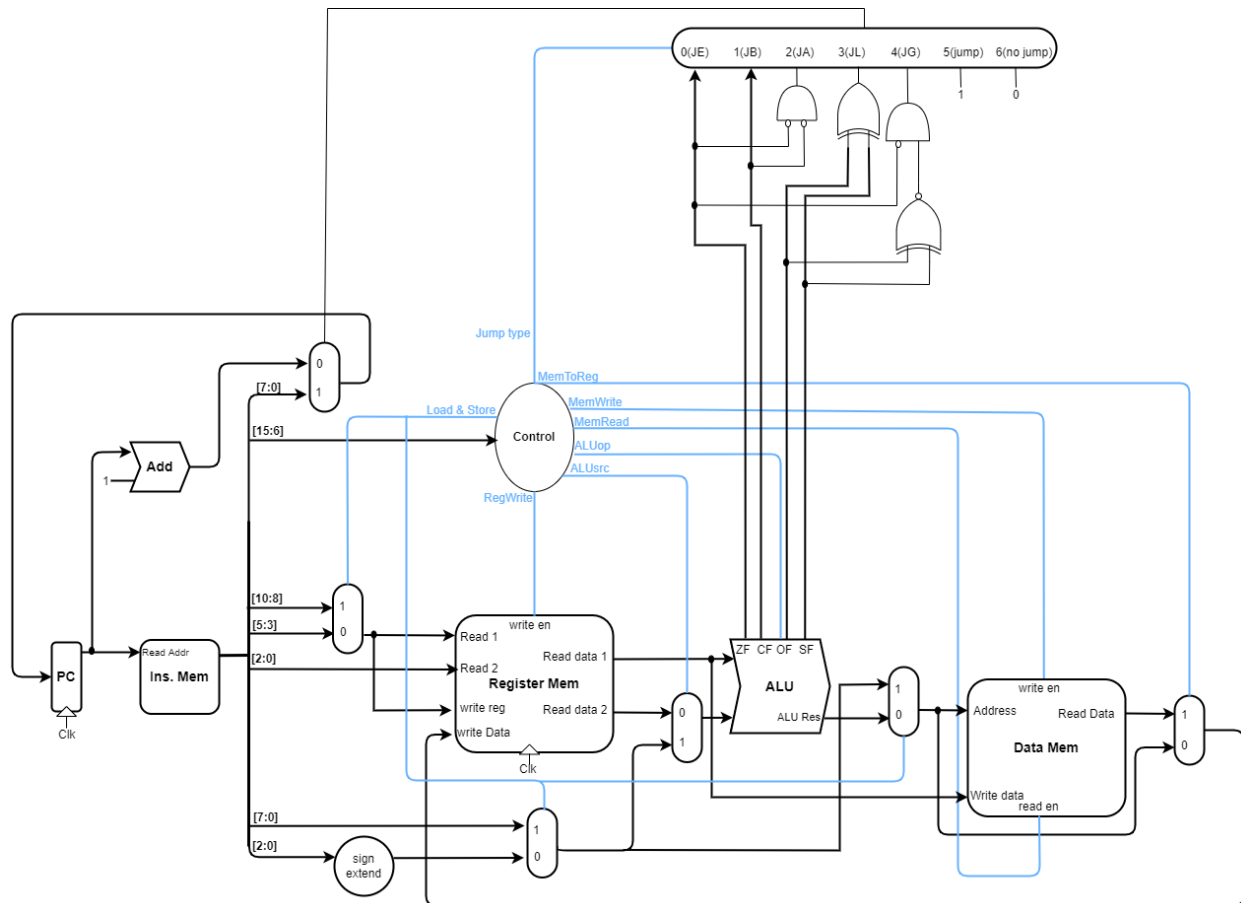 0(JE) 1(JB) 2(JA) 3(JL) 4(JG) 5(jump) 6(no jump)
1 0
Jump type
0
MemToReg
[7:0] 1
MemWrite
Load & Store
MemRead
[15:6] Control
ALUop
Add
ALUsrc
1
RegWrite
[10:8] 1
write en
[5:3] 0
Read 1
Read Addr
Read data 1
ZF CF OF SF
[2:0] Read 2
PC
Ins. Mem
Register Mem
ALU
1
write en
write reg
Read data 2
0
ALU Res
0
Address
Read Data
1
Clk
write Data
1
Data Mem
0
Clk
Write data
read en
[7:0] 1
[2:0]
sign
extend
0